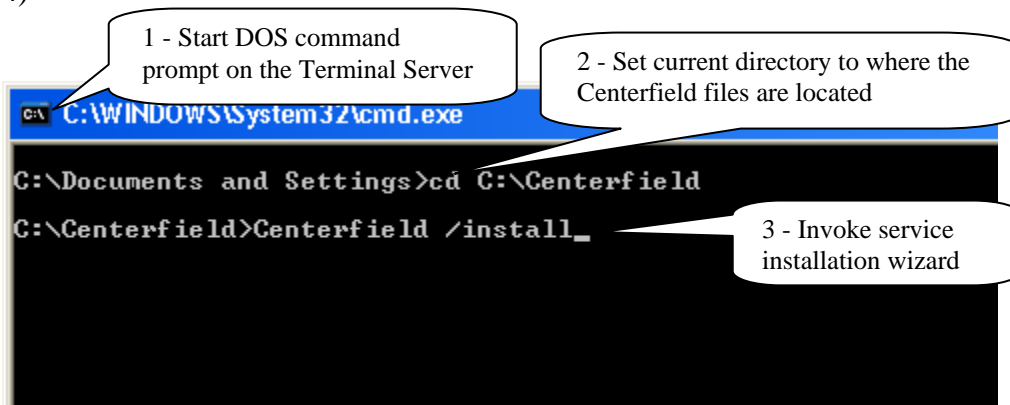 1 - Start DOS command
prompt on the Terminal Server
2 - Set current directory to where the
Centerfield files are located
C:\WINDOWS\System32\cmd.exe
C:\Documents and Settings>cd C:\Centerfield
C:\Centerfield>Centerfield /install_
3 - Invoke service
installation wizard